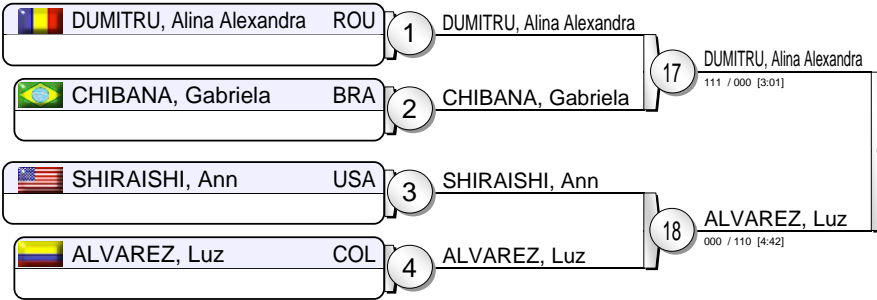 DUMITRU, Alina Alexandra ROU
1
DUMITRU, Alina Alexandra
17
DUMITRU, Alina Alexandra
111 / 000 [3:01]
CHIBANA, Gabriela BRA
2
CHIBANA, Gabriela
SHIRAISHI, Ann USA
3
SHIRAISHI, Ann
18
ALVAREZ, Luz
000 / 110 [4:42]
ALVAREZ, Luz COL
4
ALVAREZ, Luz